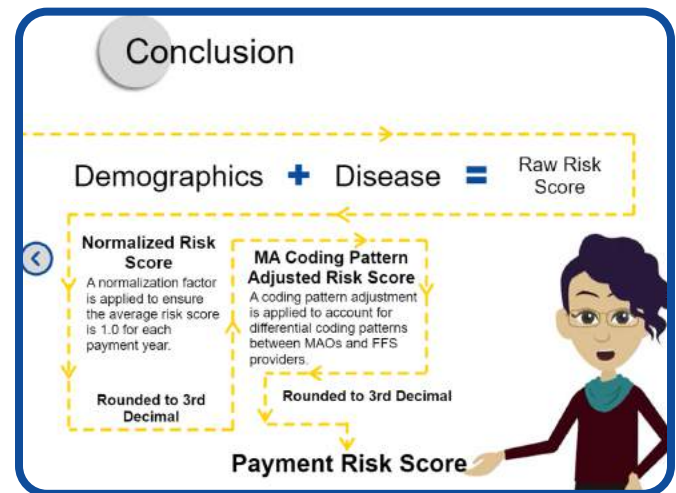 Conclusion
Demographics + Disease = Raw Risk
Score
Normalized Risk
Score
A normalization factor
is applied to ensure
the average risk score
is 1.0 for each
payment year.
Rounded to 3rd
Decimal
MA Coding Pattern
Adjusted Risk Score
A coding pattern adjustment
is applied to account for
differential coding patterns
between MAOs and FFS
providers.
Rounded to 3rd Decimal
Payment Risk Score